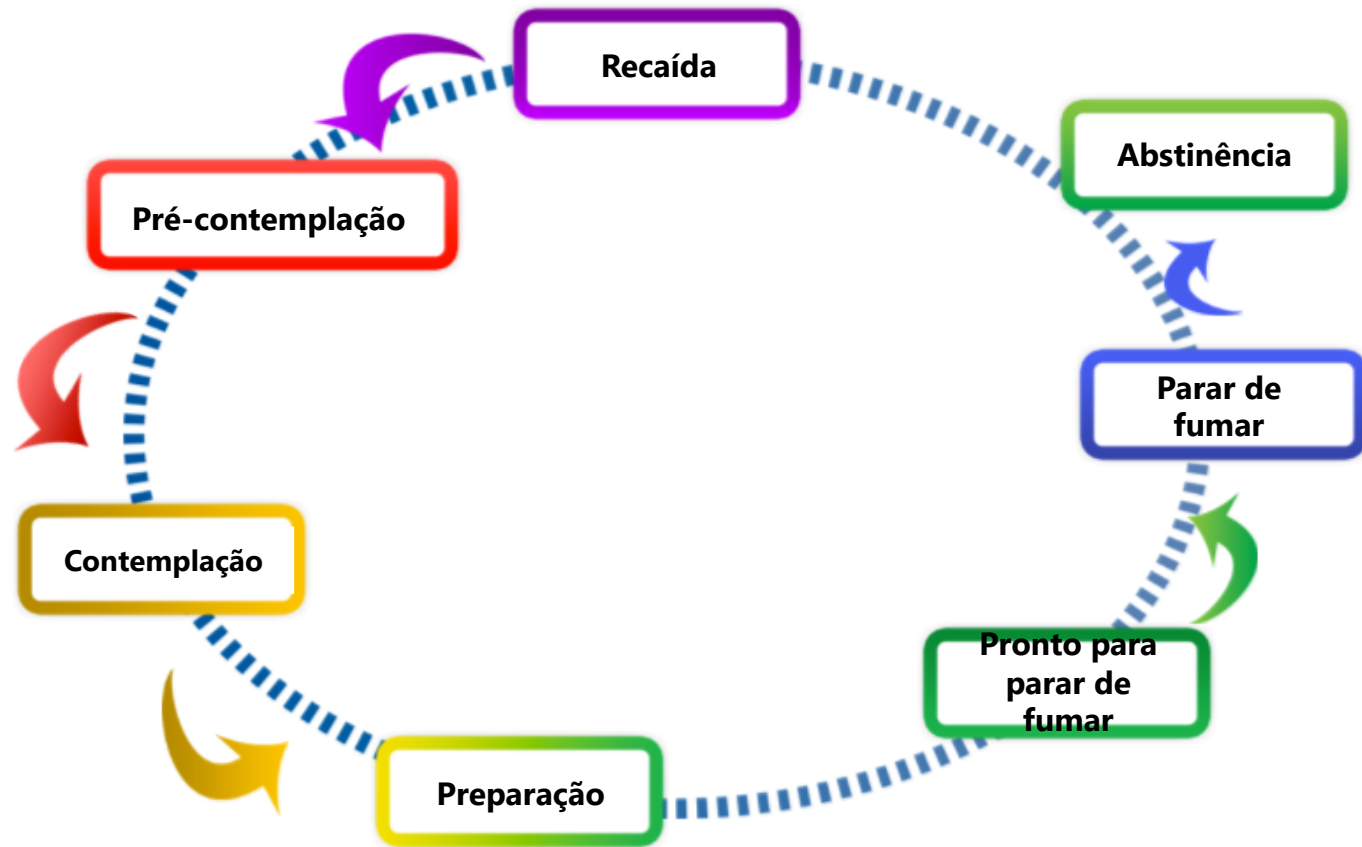 Recaída
Abstinência
Pré-contemplação
Parar de
fumar
Contemplação
Pronto para
parar de
fumar
Preparação